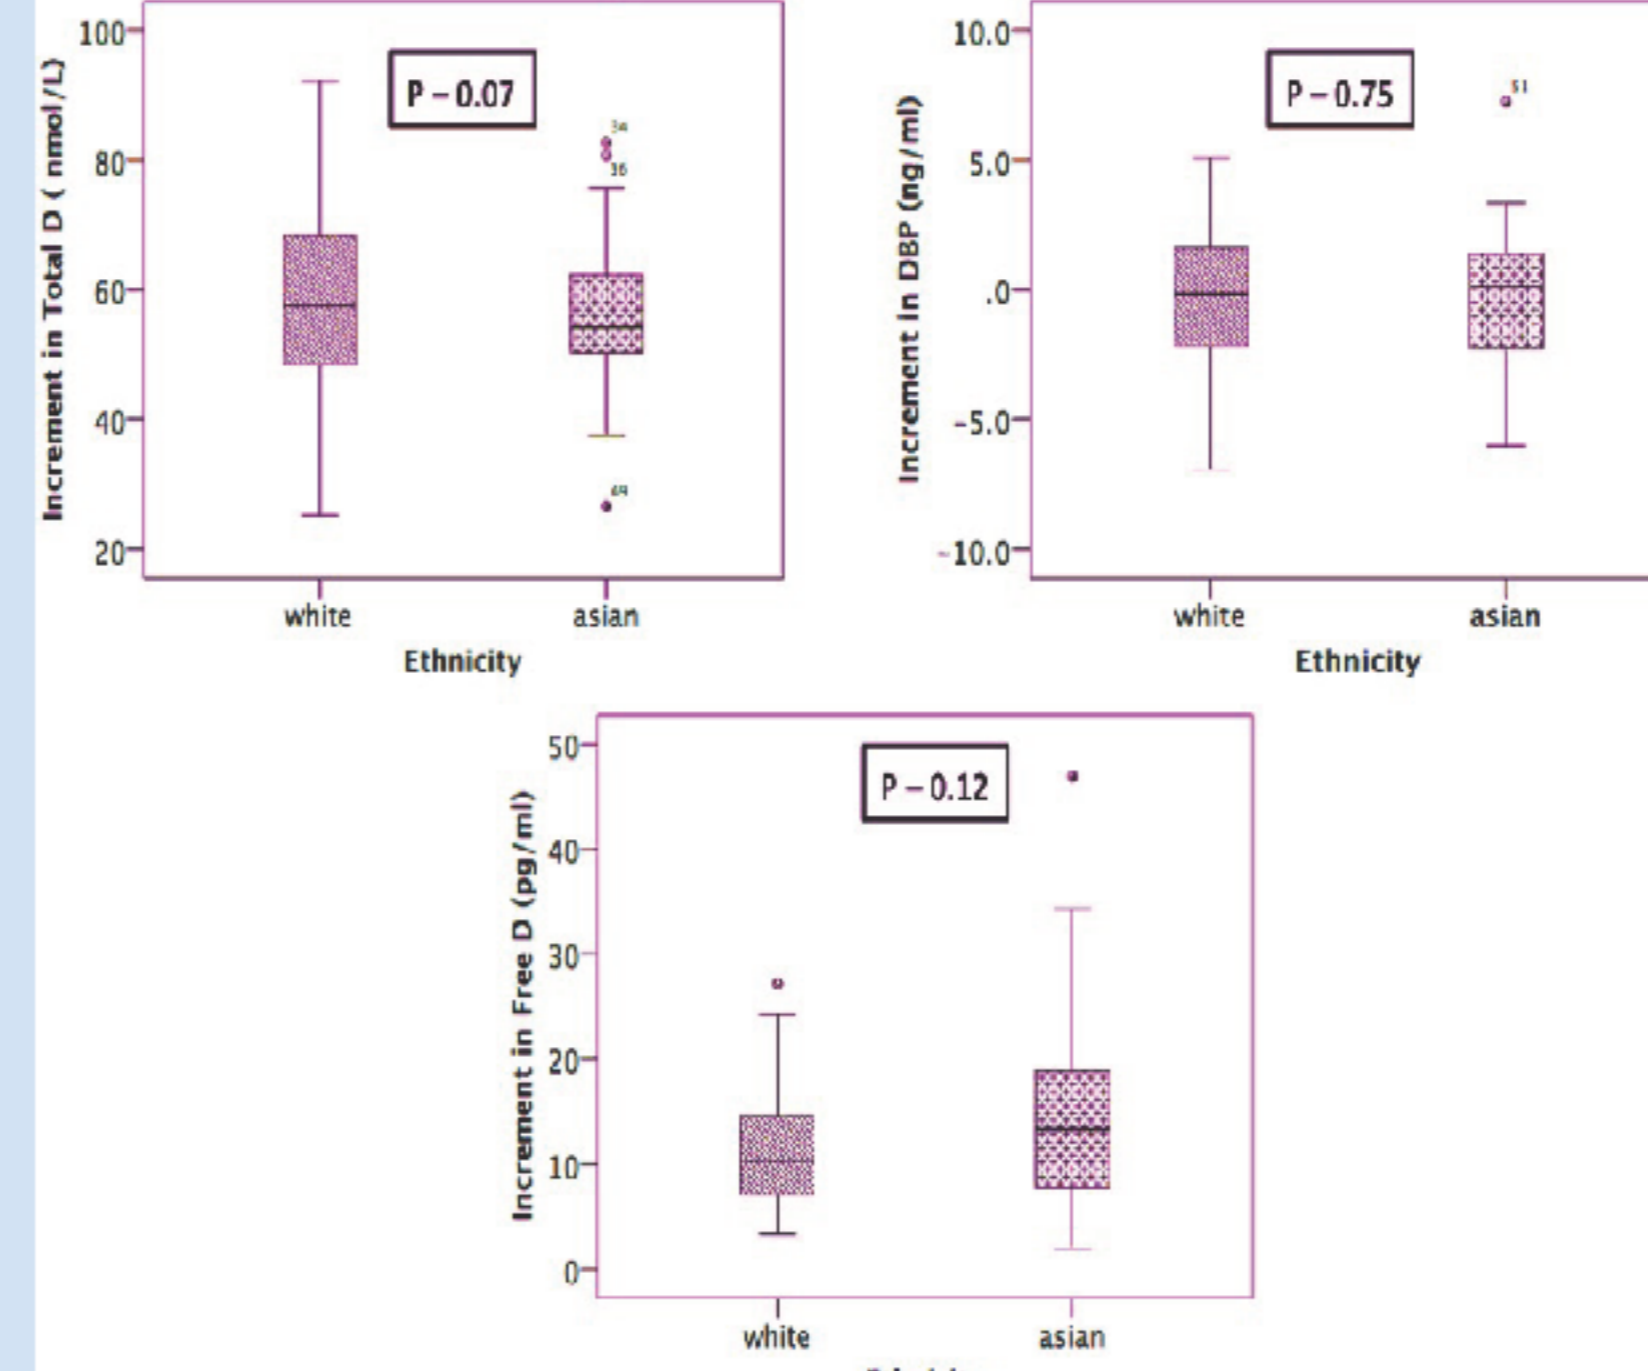 Increment in Total D ( nmol/L)
100
80
60
40
20
P – 0.07
34
16
white
asian
Ethnicity
Increment in DBP (ng/ml)
10.0
5.0
.0
-5.0
-10.0
P – 0.75
51
white
asian
Ethnicity
Increment in Free D (pg/ml)
50
40
30
20
10
0
P – 0.12
white
asian